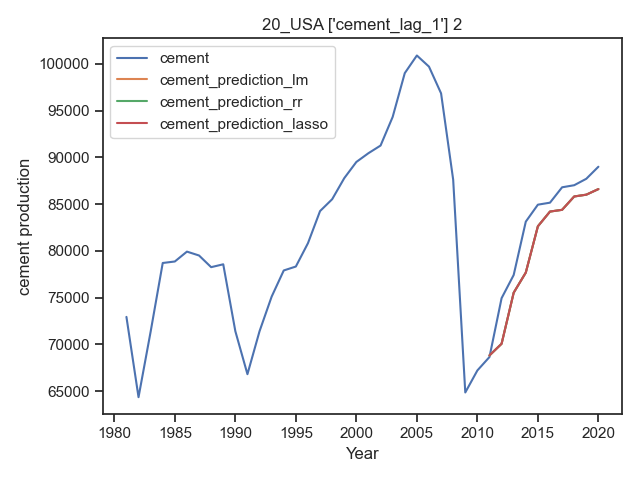 20_USA ['cement_lag_1'] 2
cement
cement_prediction_lm
cement_prediction_rr
cement_prediction_lasso
cement production
100000
95000
90000
85000
80000
75000
70000
65000
1980 1985 1990 1995 2000 2005 2010 2015 2020
Year